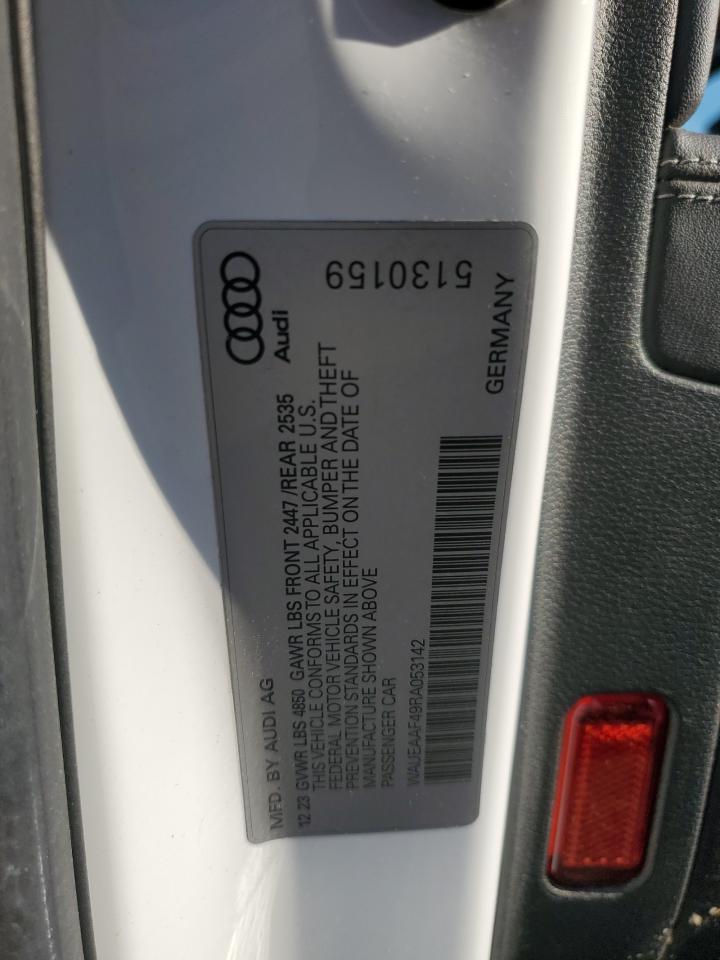 MFD. BY AUDI AG
Audi
12.23 GVWR LBS 4850 GAWR LBS FRONT 2447 /REAR 2535
THIS VEHICLE CONFORMS TO ALL APPLICABLE U.S.
FEDERAL MOTOR VEHICLE SAFETY, BUMPER AND THEFT
PREVENTION STANDARDS IN EFFECT ON THE DATE OF
MANUFACTURE SHOWN ABOVE
PASSENGER CAR
WAUEAAF49RA053142
GERMANY
5130159